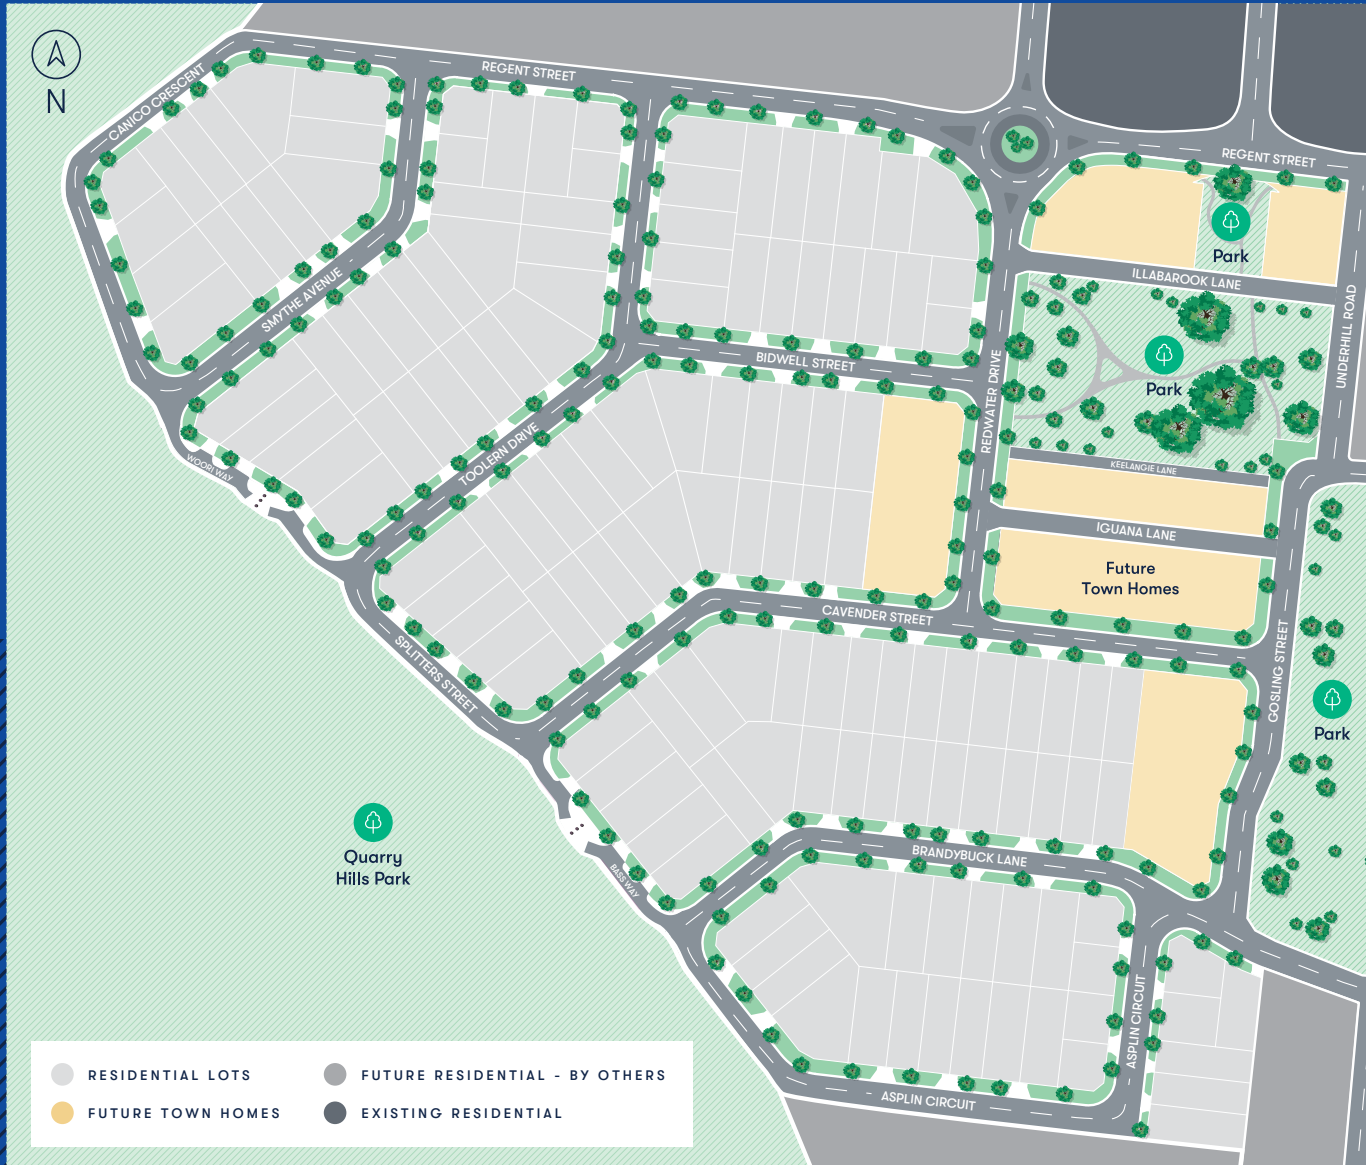 N
CANICO CRESCENT
REGENT STREET
REGENT STREET
Park
ILLABAROOK LANE
SMYTHE AVENUE
UNDERHILL ROAD
BIDWELL STREET
REDWATER DRIVE
Park
TOOLERN DRIVE
WOORI WAY
KEELANGIE LANE
IGUANA LANE
Future
Town Homes
CAVENDER STREET
SPLITTERS STREET
GOSLING STREET
Park
Quarry
Hills Park
BRANDYBUCK LANE
BASS WAY
ASPLIN CIRCUIT
ASPLIN CIRCUIT
RESIDENTIAL LOTS
FUTURE RESIDENTIAL - BY OTHERS
FUTURE TOWN HOMES
EXISTING RESIDENTIAL